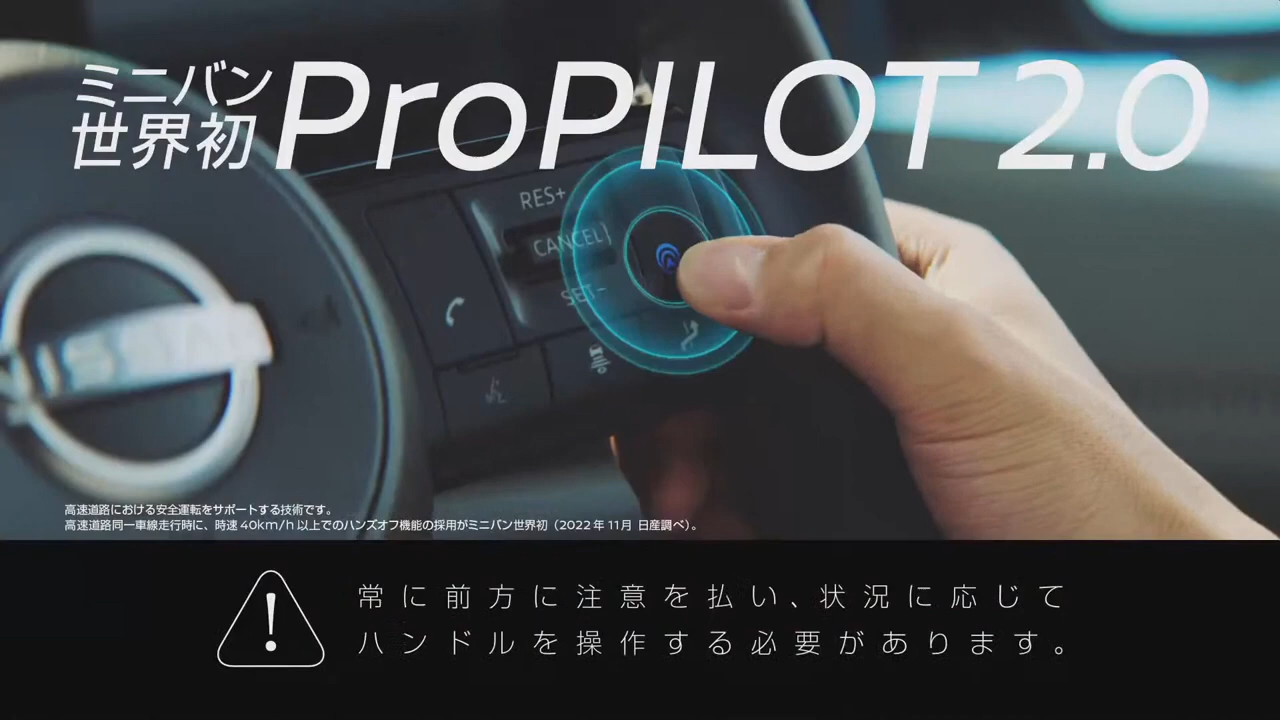 ミニバン
世界初 ProPILOT 2.0
RES+
CANCEL
SET-
NISSAN
高速道路における安全運転をサポートする技術です。
高速道路同一車線走行時に、時速40km/h以上でのハンズオフ機能の採用がミニバン世界初（2022年11月 日産調べ）。
!
常に前方に注意を払い、状況に応じて
ハンドルを操作する必要があります。